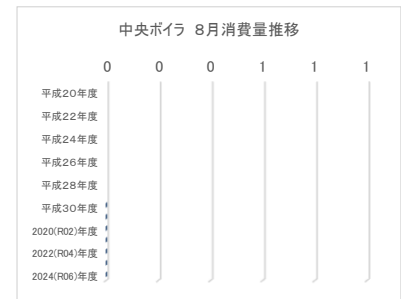 中央ボイラ 8月消費量推移
0 0 0 1 1 1
平成20年度
平成22年度
平成24年度
平成26年度
平成28年度
平成30年度
2020(R02)年度
2022(R04)年度
2024(R06)年度